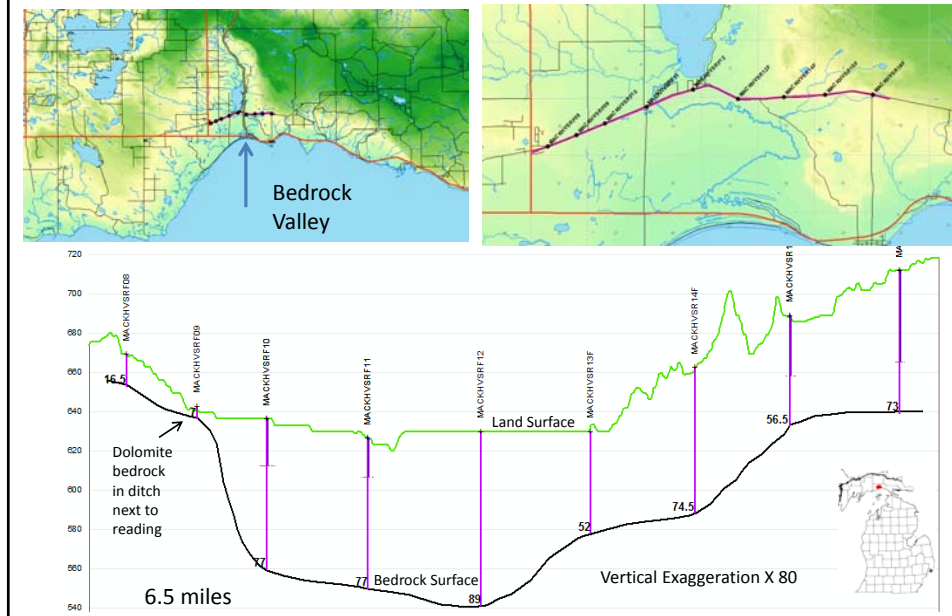 Bedrock
Valley
720
700
680
660
640
620
600
580
560
540
MACKHVSRF08
MACKHVSRF09
MACKHVSRF10
MACKHVSRF11
MACKHVSRF12
MACKHVSR13F
MACKHVSR14F
MACKHVSR1
MA
16.5
7
77
77
89
52
74.5
56.5
73
Land Surface
Dolomite
bedrock
in ditch
next to
reading
Bedrock Surface
Vertical Exaggeration X 80
6.5 miles